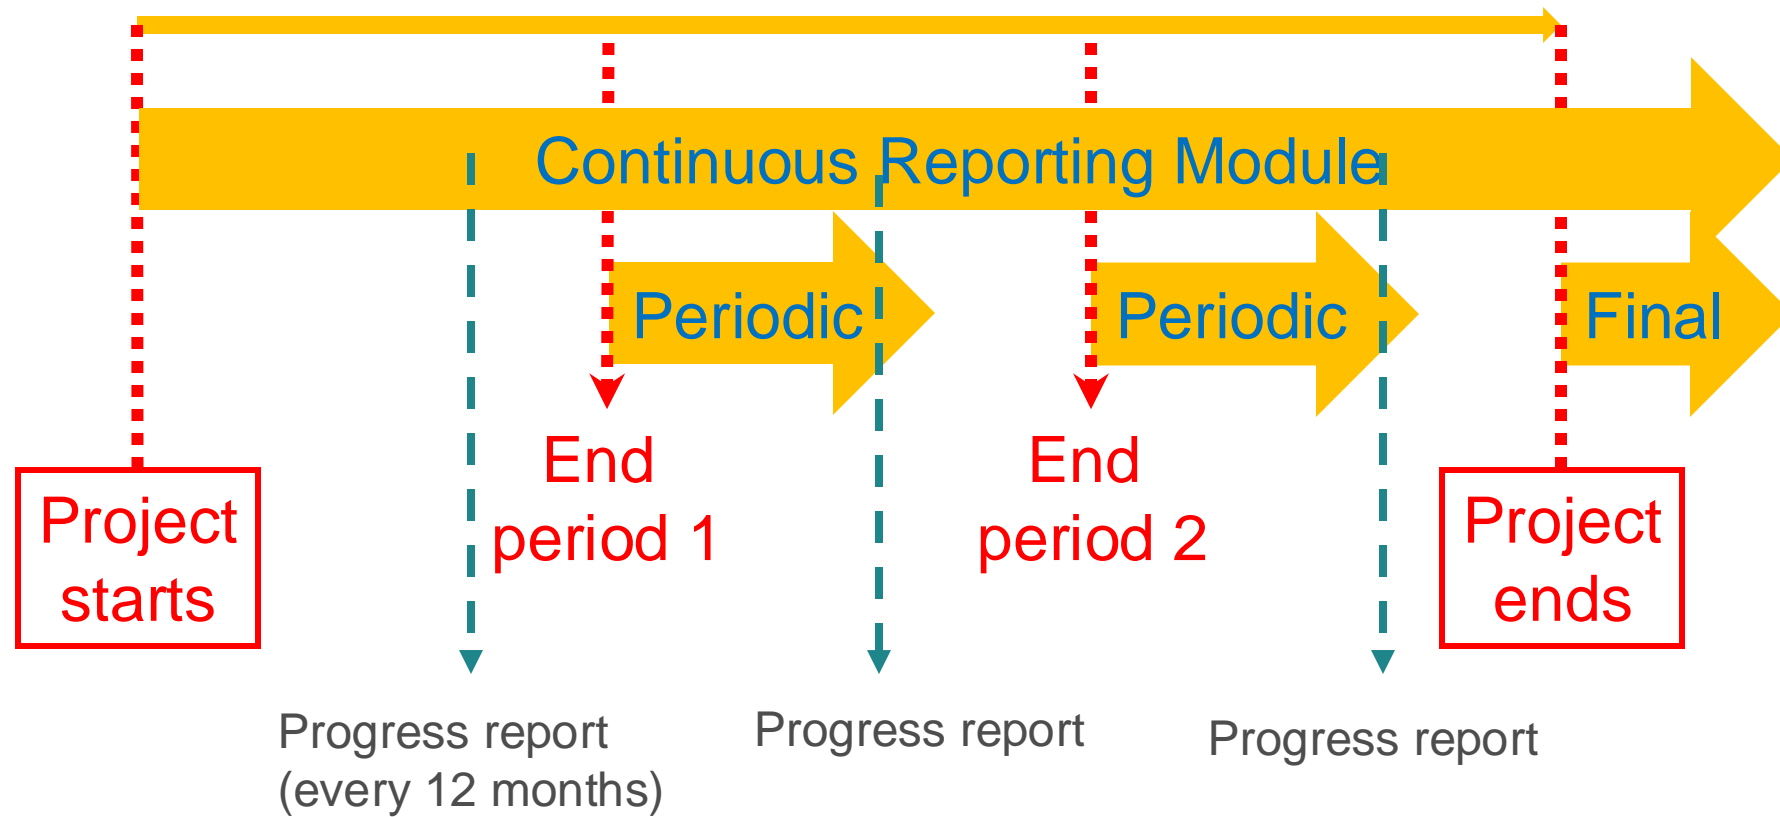 Continuous Reporting Module
Periodic
Periodic
Final
End
period 1
End
period 2
Project
starts
Project
ends
Progress report
(every 12 months)
Progress report
Progress report